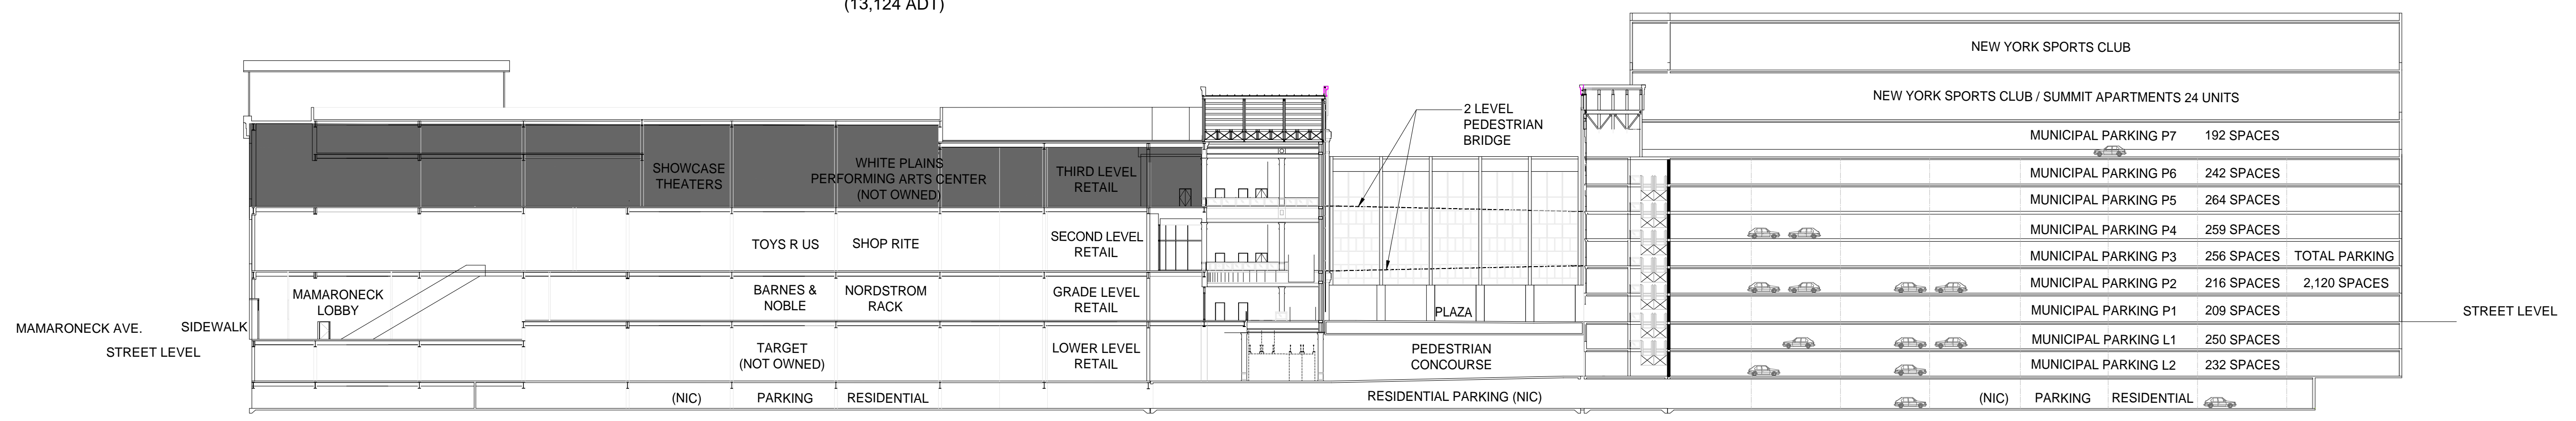 (13,124 ADT)
NEW YORK SPORTS CLUB
NEW YORK SPORTS CLUB / SUMMIT APARTMENTS 24 UNITS
2 LEVEL
PEDESTRIAN
BRIDGE
MUNICIPAL PARKING P7 192 SPACES
SHOWCASE
THEATERS
WHITE PLAINS
PERFORMING ARTS CENTER
(NOT OWNED)
THIRD LEVEL
RETAIL
MUNICIPAL PARKING P6 242 SPACES
MUNICIPAL PARKING P5 264 SPACES
TOYS R US
SHOP RITE
SECOND LEVEL
RETAIL
MUNICIPAL PARKING P4 259 SPACES
MUNICIPAL PARKING P3 256 SPACES
TOTAL PARKING
2,120 SPACES
MUNICIPAL PARKING P2 216 SPACES
MAMARONECK
LOBBY
BARNES &
NOBLE
NORDSTROM
RACK
GRADE LEVEL
RETAIL
PLAZA
MUNICIPAL PARKING P1 209 SPACES
STREET LEVEL
MAMARONECK AVE.
SIDEWALK
STREET LEVEL
TARGET
(NOT OWNED)
LOWER LEVEL
RETAIL
PEDESTRIAN
CONCOURSE
MUNICIPAL PARKING L1 250 SPACES
MUNICIPAL PARKING L2 232 SPACES
(NIC) PARKING RESIDENTIAL
RESIDENTIAL PARKING (NIC)
(NIC) PARKING RESIDENTIAL